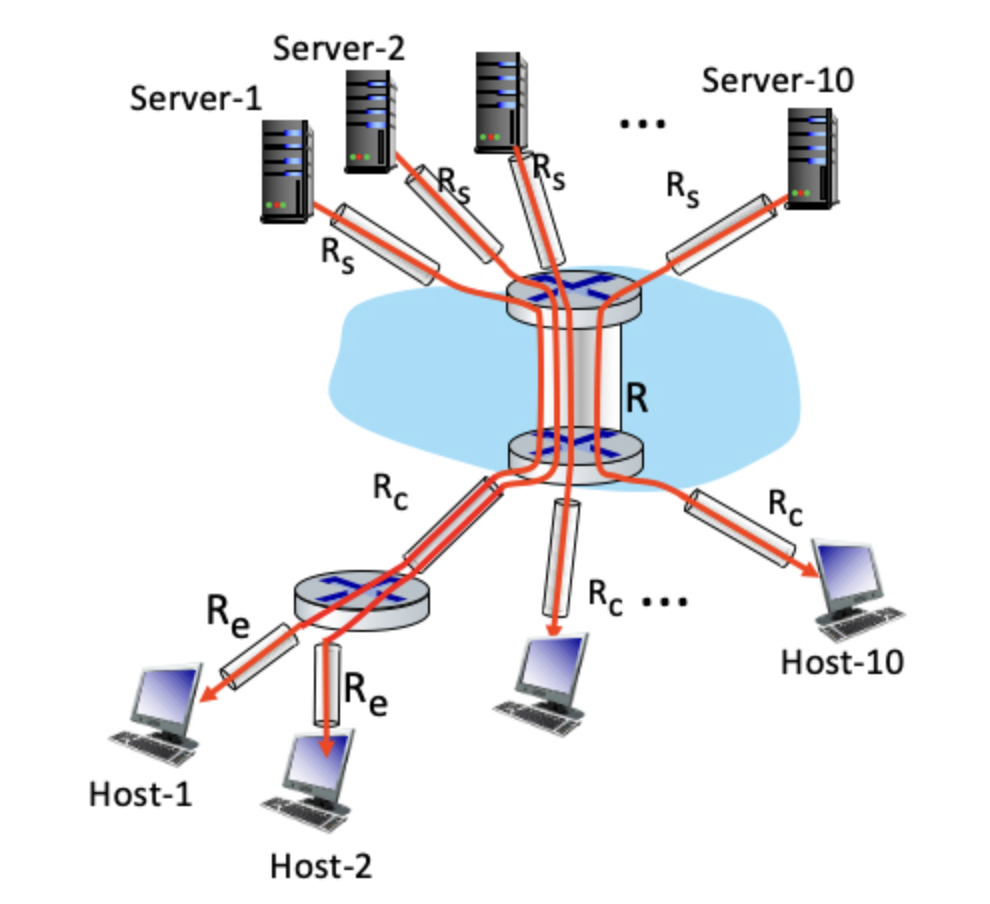 Server-2
Server-1
Server-10
...
Rs
Rs
Rs
Rs
R
Rc
Rc
Rc ...
Re
Re
Host-10
Host-1
Host-2